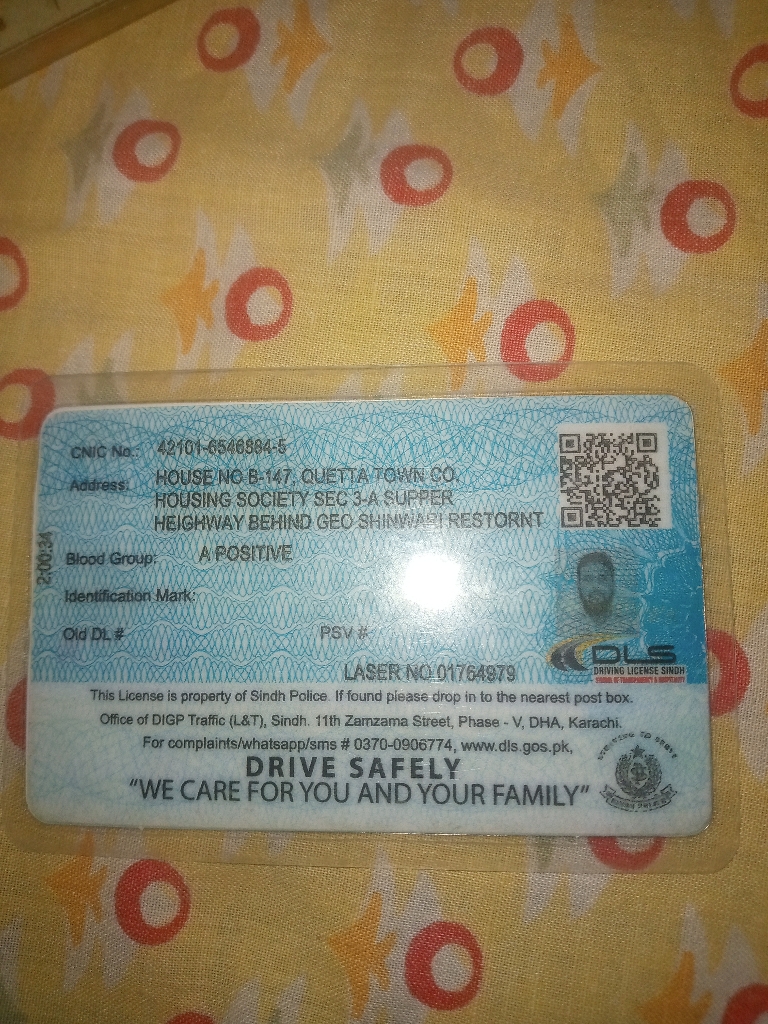 CNIC No.: 42101-6546884-5
Address: HOUSE NO B-147, QUETTA TOWN CO.
HOUSING SOCIETY SEC 3-A SUPPER
HEIGHWAY BEHIND GEO SHINWARI RESTORNT
2:00:34
Blood Group: A POSITIVE
Identification Mark:
Old DL # PSV #
DLS
DRIVING LICENSE SINDH
LASER NO 01764979
This License is property of Sindh Police. If found please drop in to the nearest post box.
Office of DIGP Traffic (L&T), Sindh. 11th Zamzama Street, Phase - V, DHA, Karachi.
For complaints/whatsapp/sms # 0370-0906774, www.dls.gos.pk,
DRIVE SAFELY
"WE CARE FOR YOU AND YOUR FAMILY"